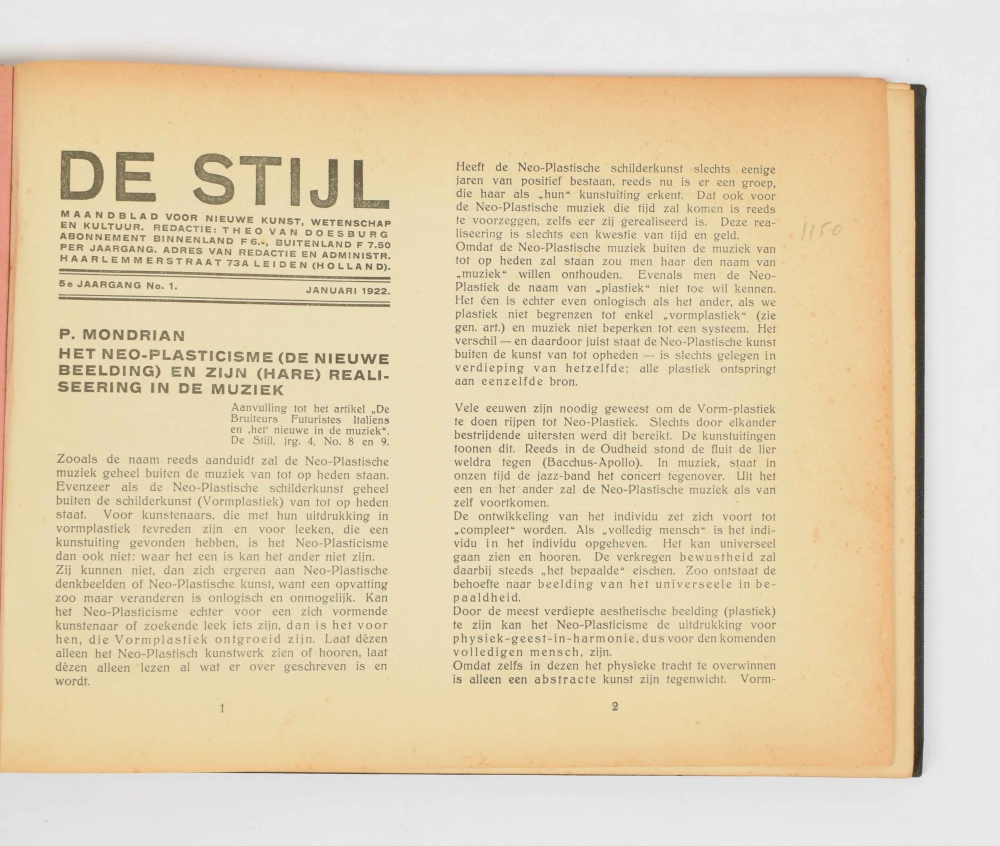 DE STIJL
MAANDBLAD VOOR NIEUWE KUNST, WETENSCHAP
EN KULTUUR. REDACTIE: THEO VAN DOESBURG
ABONNEMENT BINNENLAND F 6.-, BUITENLAND F 7.50
PER JAARGANG. ADRES VAN REDACTIE EN ADMINISTR.
HAARLEMMERSTRAAT 73A LEIDEN (HOLLAND).
5e JAARGANG No. 1. JANUARI 1922.
P. MONDRIAN
HET NEO-PLASTICISME (DE NIEUWE
BEELDING) EN ZIJN (HARE) REALI-
SEERING IN DE MUZIEK
Aanvulling tot het artikel „De
Bruiteurs Futuristes Italiens
en ‚het' nieuwe in de muziek“.
De Stijl, jrg. 4, No. 8 en 9.
Zooals de naam reeds aanduidt zal de Neo-Plastische
muziek geheel buiten de muziek van tot op heden staan.
Evenzeer als de Neo-Plastische schilderkunst geheel
buiten de schilderkunst (Vormplastiek) van tot op heden
staat. Voor kunstenaars, die met hun uitdrukking in
vormplastiek tevreden zijn en voor leeken, die een
kunstuiting gevonden hebben, is het Neo-Plasticisme
dan ook niet: waar het een is kan het ander niet zijn.
Zij kunnen niet, dan zich ergeren aan Neo-Plastische
denkbeelden of Neo-Plastische kunst, want een opvatting
zoo maar veranderen is onlogisch en onmogelijk. Kan
het Neo-Plasticisme echter voor een zich vormende
kunstenaar of zoekende leek iets zijn, dan is het voor
hen, die Vormplastiek ontgroeid zijn. Laat dèzen
alleen het Neo-Plastisch kunstwerk zien of hooren, laat
dèzen alleen lezen al wat er over geschreven is en
wordt.
1
Heeft de Neo-Plastische schilderkunst slechts eenige
jaren van positief bestaan, reeds nu is er een groep,
die haar als „hun“ kunstuiting erkent. Dat ook voor
de Neo-Plastische muziek die tijd zal komen is reeds
te voorzeggen, zelfs eer zij gerealiseerd is. Deze rea-
liseering is slechts een kwestie van tijd en geld.
Omdat de Neo-Plastische muziek buiten de muziek van
tot op heden zal staan zou men haar den naam van
„muziek“ willen onthouden. Evenals men de Neo-
Plastiek de naam van „plastiek“ niet toe wil kennen.
Het éen is echter even onlogisch als het ander, als we
plastiek niet begrenzen tot enkel „vormplastiek“ (zie
gen. art.) en muziek niet beperken tot een systeem. Het
verschil — en daardoor juist staat de Neo-Plastische kunst
buiten de kunst van tot opheden — is slechts gelegen in
verdieping van hetzelfde; alle plastiek ontspringt
aan eenzelfde bron.
Vele eeuwen zijn noodig geweest om de Vorm-plastiek
te doen rijpen tot Neo-Plastiek. Slechts door elkander
bestrijdende uitersten werd dit bereikt. De kunstuitingen
toonen dit. Reeds in de Oudheid stond de fluit de lier
weldra tegen (Bacchus-Apollo). In muziek, staat in
onzen tijd de jazz-band het concert tegenover. Uit het
een en het ander zal de Neo-Plastische muziek als van
zelf voortkomen.
De ontwikkeling van het individu zet zich voort tot
„compleet“ worden. Als „volledig mensch“ is het indi-
vidu in het individu opgeheven. Het kan universeel
gaan zien en hooren. De verkregen bewustheid zal
daarbij steeds „het bepaalde“ eischen. Zoo ontstaat de
behoefte naar beelding van het universeele in be-
paaldheid.
Door de meest verdiepte aesthetische beelding (plastiek)
te zijn kan het Neo-Plasticisme de uitdrukking voor
physiek-geest-in-harmonie, dus voor den komenden
volledigen mensch, zijn.
Omdat zelfs in dezen het physieke tracht te overwinnen
is alleen een abstracte kunst zijn tegenwicht. Vorm-
2
1150